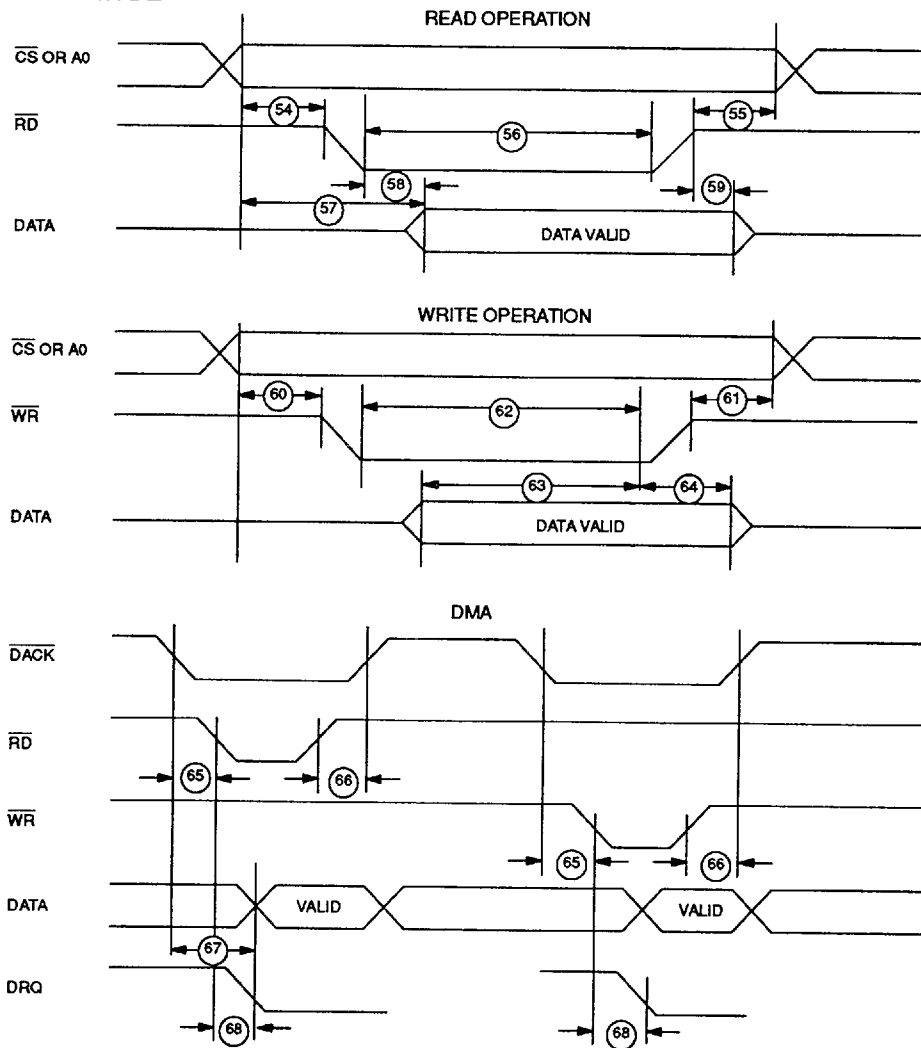 READ OPERATION
CS OR A0
54
55
RD
56
58
59
57
DATA
DATA VALID
WRITE OPERATION
CS OR A0
60
61
WR
62
63
64
DATA
DATA VALID
DMA
DACK
RD
65
66
WR
65
66
DATA
VALID
VALID
67
DRQ
68
68